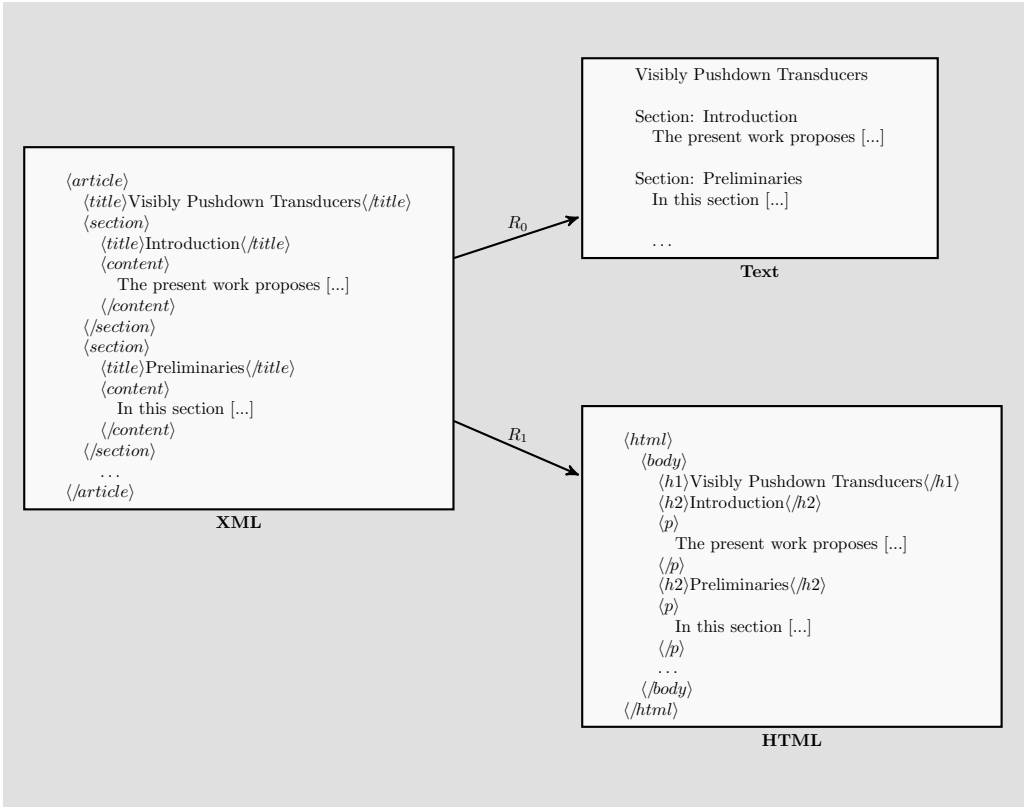 ⟨article⟩
⟨title⟩Visibly Pushdown Transducers⟨/title⟩
⟨section⟩
⟨title⟩Introduction⟨/title⟩
⟨content⟩
The present work proposes [...]
⟨/content⟩
⟨/section⟩
⟨section⟩
⟨title⟩Preliminaries⟨/title⟩
⟨content⟩
In this section [...]
⟨/content⟩
⟨/section⟩
...
⟨/article⟩
XML
R₀
Visibly Pushdown Transducers
Section: Introduction
The present work proposes [...]
Section: Preliminaries
In this section [...]
...
Text
R₁
⟨html⟩
⟨body⟩
⟨h1⟩Visibly Pushdown Transducers⟨/h1⟩
⟨h2⟩Introduction⟨/h2⟩
⟨p⟩
The present work proposes [...]
⟨/p⟩
⟨h2⟩Preliminaries⟨/h2⟩
⟨p⟩
In this section [...]
⟨/p⟩
...
⟨/body⟩
⟨/html⟩
HTML